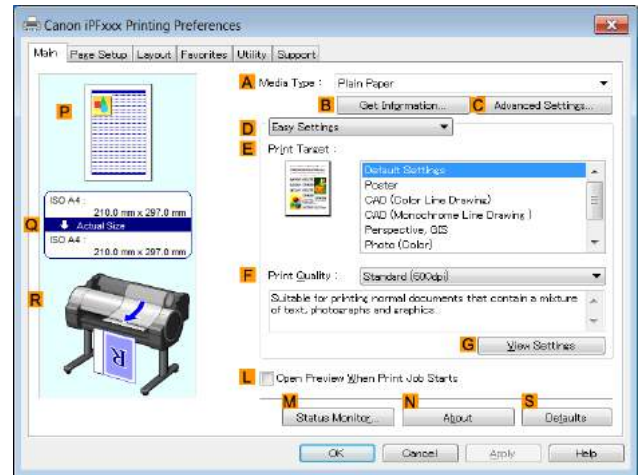 Canon iPFxxx Printing Preferences
Main Page Setup Layout Favorites Utility Support
A Media Type : Plain Paper
B Get Information... C Advanced Settings...
D Easy Settings
E Print Target :
P
Default Settings
Poster
CAD (Color Line Drawing)
CAD (Monochrome Line Drawing )
Perspective, GIS
Photo (Color)
ISO A4 :
210.0 mm x 297.0 mm
Q Actual Size
ISO A4 :
210.0 mm x 297.0 mm
R
F Print Quality : Standard (600dpi)
Suitable for printing normal documents that contain a mixture
of text, photographs and graphics.
G View Settings
R
L Open Preview When Print Job Starts
M N S
Status Monitor... About Defaults
OK Cancel Apply Help